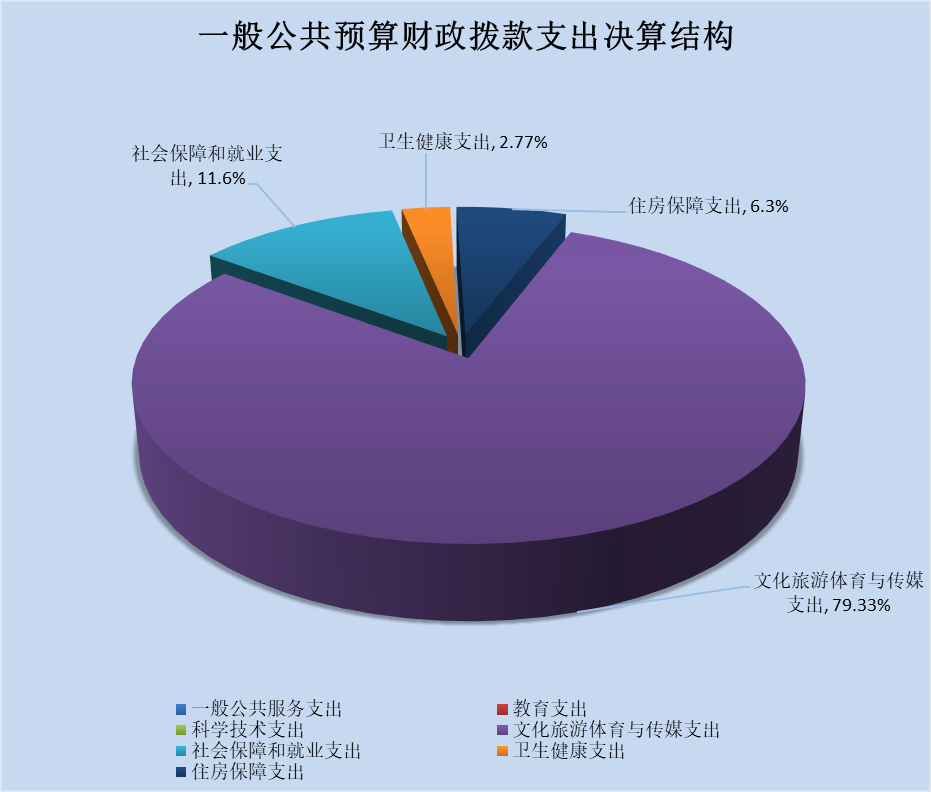 一般公共预算财政拨款支出决算结构
卫生健康支出, 2.77%
社会保障和就业支
出, 11.6%
住房保障支出, 6.3%
文化旅游体育与传媒
支出, 79.33%
一般公共服务支出
教育支出
科学技术支出
文化旅游体育与传媒支出
社会保障和就业支出
卫生健康支出
住房保障支出